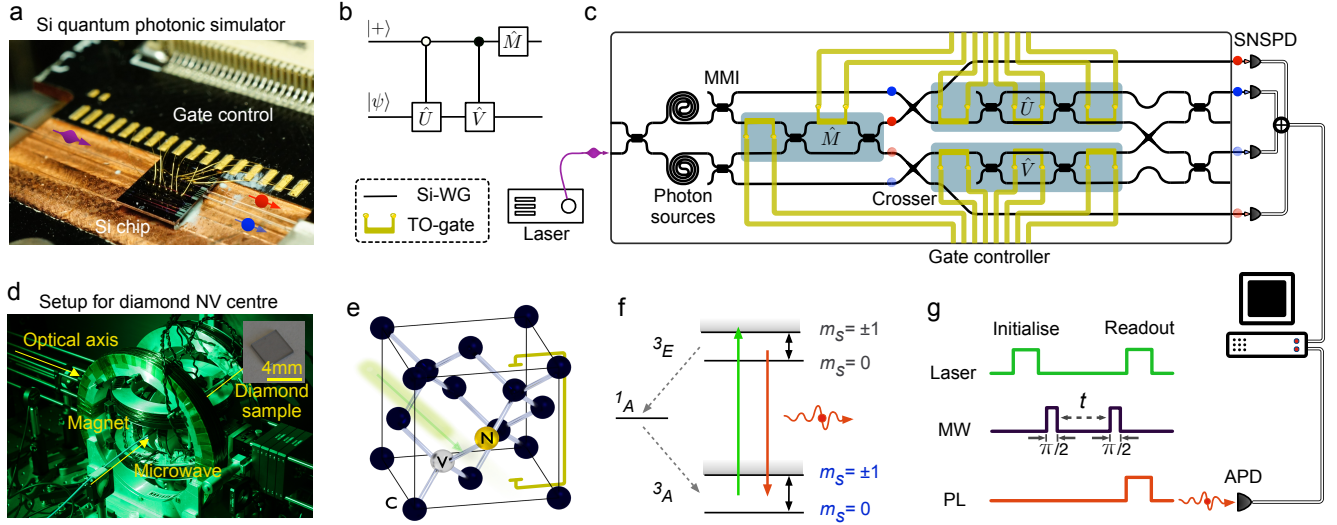 a
Si quantum photonic simulator
Gate control
Si chip
b
|+⟩
M̂
|ψ⟩
Û
V̂
Si-WG
TO-gate
Laser
c
MMI
SNSPD
M̂
Û
V̂
Photon
sources
Crosser
Gate controller
d
Setup for diamond NV centre
Optical axis
4mm
Diamond
sample
Magnet
Microwave
e
N
V
C
f
³E
mₛ= ±1
mₛ= 0
¹A
³A
mₛ= ±1
mₛ= 0
g
Initialise
Readout
Laser
t
MW
π/2
π/2
PL
APD